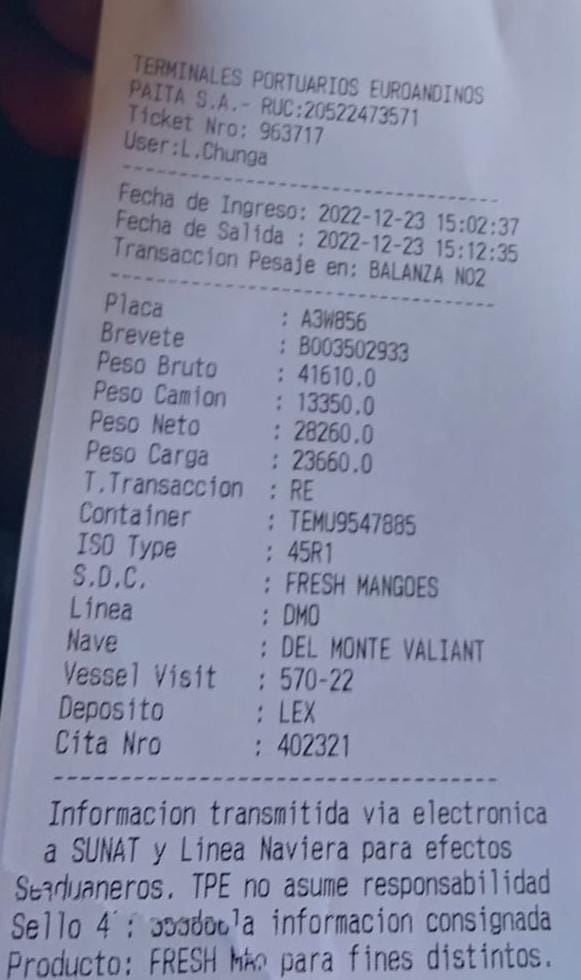 TERMINALES PORTUARIOS EUROANDINOS
PAITA S.A.- RUC:20522473571
Ticket Nro: 963717
User:L.Chunga
Fecha de Ingreso: 2022-12-23 15:02:37
Fecha de Salida : 2022-12-23 15:12:35
Transaccion Pesaje en: BALANZA NO2
Placa : A3W856
Brevete : B003502933
Peso Bruto : 41610.0
Peso Camion : 13350.0
Peso Neto : 28260.0
Peso Carga : 23660.0
T.Transaccion : RE
Container : TEMU9547885
ISO Type : 45R1
S.D.C. : FRESH MANGOES
Linea : DMO
Nave : DEL MONTE VALIANT
Vessel Visit : 570-22
Deposito : LEX
Cita Nro : 402321
Informacion transmitida via electronica
a SUNAT y Linea Naviera para efectos
TPE no asume responsabilidad
Sello 4 : la informacion consignada
Producto: FRESH para fines distintos.